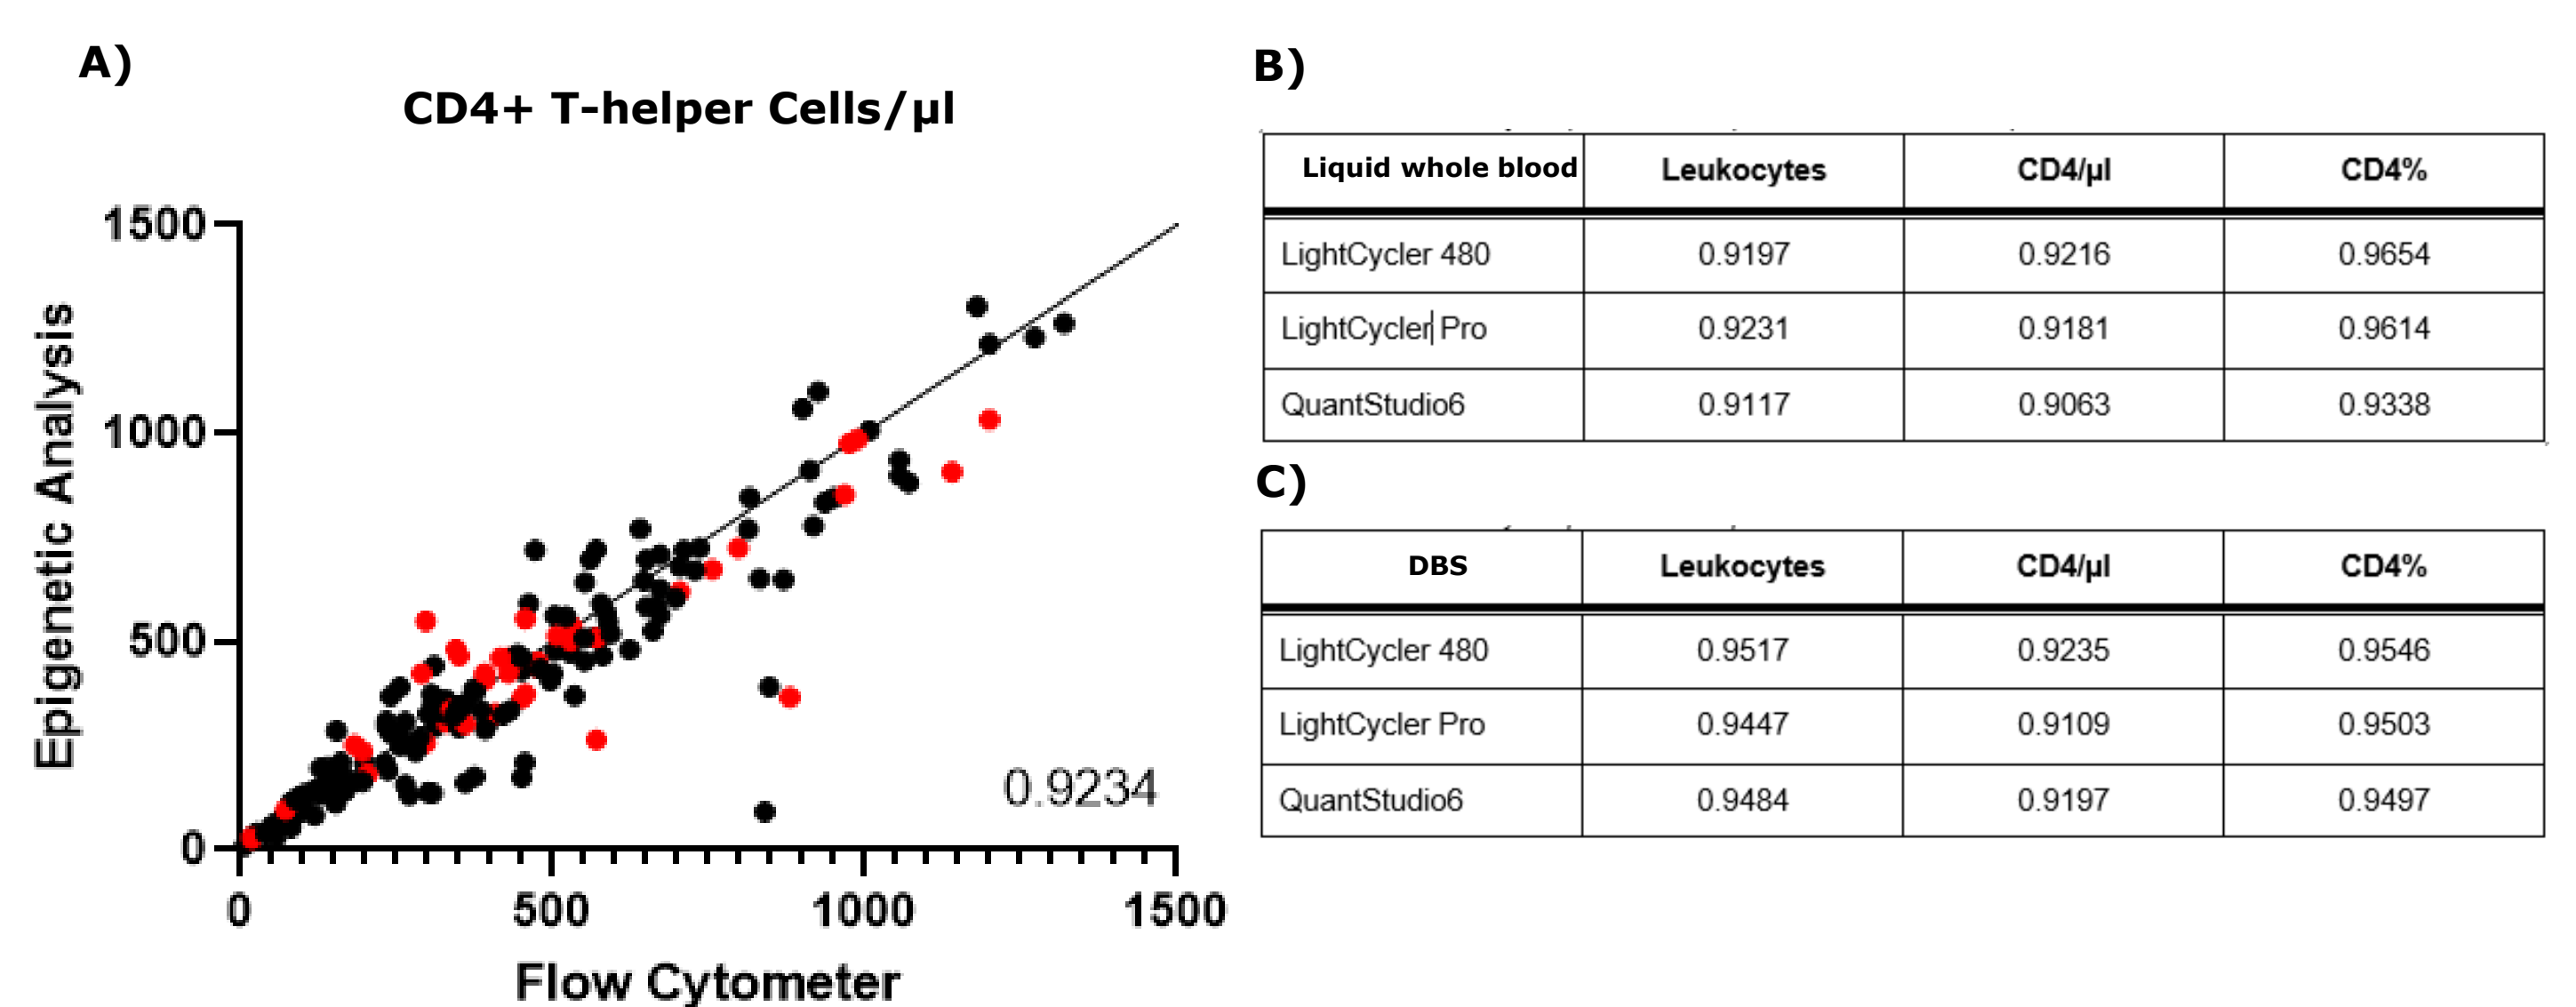 A)
CD4+ T-helper Cells/µl
1500
1000
500
0
Epigenetic Analysis
0 500 1000 1500
Flow Cytometer
0.9234
B)
Liquid whole blood Leukocytes CD4/µl CD4%
LightCycler 480 0.9197 0.9216 0.9654
LightCycler Pro 0.9231 0.9181 0.9614
QuantStudio6 0.9117 0.9063 0.9338
C)
DBS Leukocytes CD4/µl CD4%
LightCycler 480 0.9517 0.9235 0.9546
LightCycler Pro 0.9447 0.9109 0.9503
QuantStudio6 0.9484 0.9197 0.9497